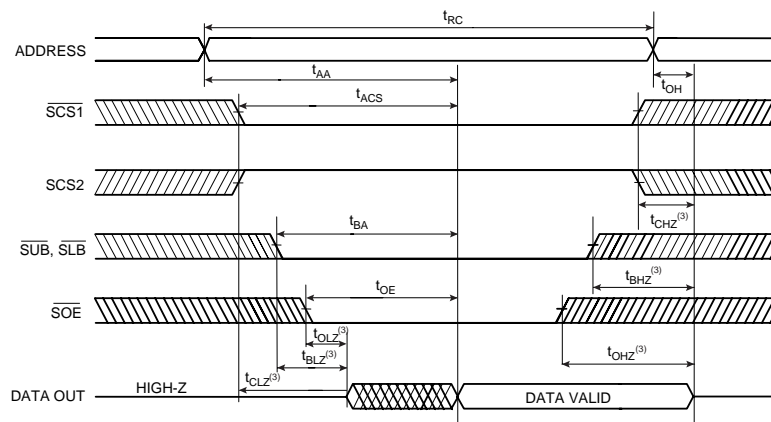 tRC
ADDRESS
tAA
tOH
tACS
SCS1
SCS2
tCHZ(3)
tBA
SUB, SLB
tBHZ(3)
tOE
SOE
tOLZ(3)
tOHZ(3)
tBLZ(3)
tCLZ(3)
HIGH-Z
DATA OUT
DATA VALID